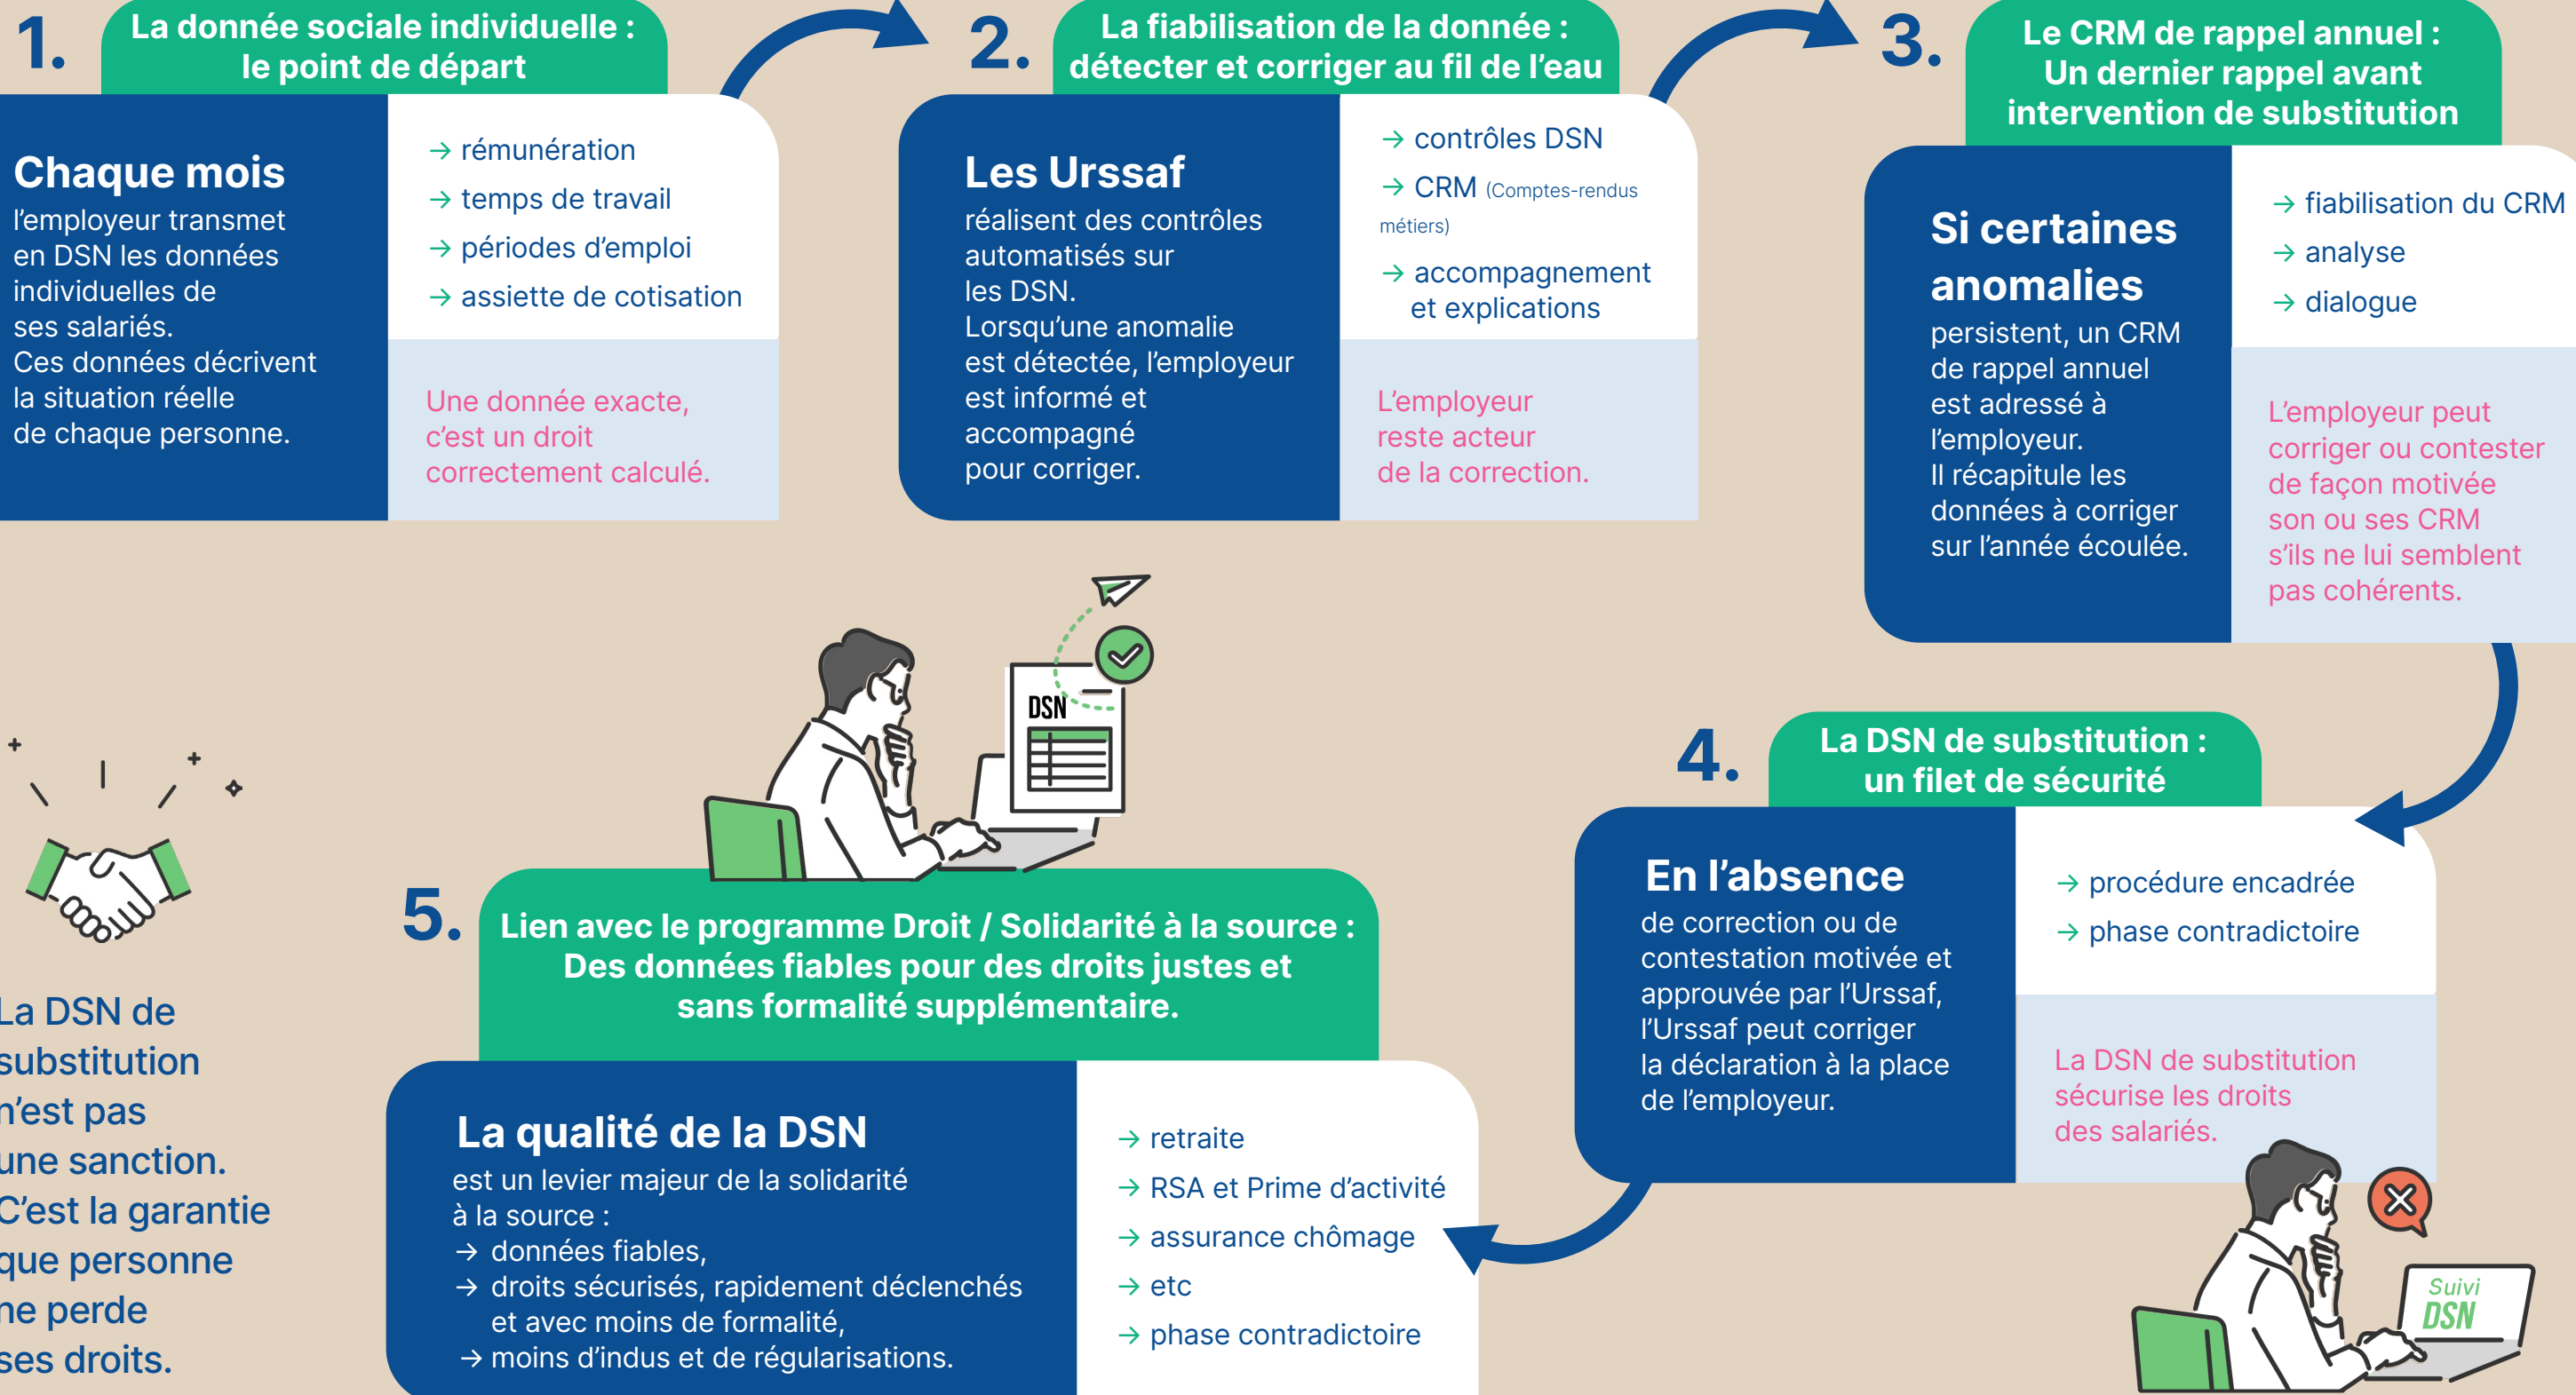 1.
La donnée sociale individuelle :
le point de départ
Chaque mois
l’employeur transmet
en DSN les données
individuelles de
ses salariés.
Ces données décrivent
la situation réelle
de chaque personne.
→ rémunération
→ temps de travail
→ périodes d’emploi
→ assiette de cotisation
Une donnée exacte,
c’est un droit
correctement calculé.
2.
La fiabilisation de la donnée :
détecter et corriger au fil de l’eau
Les Urssaf
réalisent des contrôles
automatisés sur
les DSN.
Lorsqu’une anomalie
est détectée, l’employeur
est informé et
accompagné
pour corriger.
→ contrôles DSN
→ CRM (Comptes-rendus
métiers)
→ accompagnement
et explications
L’employeur
reste acteur
de la correction.
3.
Le CRM de rappel annuel :
Un dernier rappel avant
intervention de substitution
Si certaines
anomalies
persistent, un CRM
de rappel annuel
est adressé à
l’employeur.
Il récapitule les
données à corriger
sur l’année écoulée.
→ fiabilisation du CRM
→ analyse
→ dialogue
L’employeur peut
corriger ou contester
de façon motivée
son ou ses CRM
s’ils ne lui semblent
pas cohérents.
4.
La DSN de substitution :
un filet de sécurité
En l’absence
de correction ou de
contestation motivée et
approuvée par l’Urssaf,
l’Urssaf peut corriger
la déclaration à la place
de l’employeur.
→ procédure encadrée
→ phase contradictoire
La DSN de substitution
sécurise les droits
des salariés.
Suivi
DSN
DSN
5.
Lien avec le programme Droit / Solidarité à la source :
Des données fiables pour des droits justes et
sans formalité supplémentaire.
La qualité de la DSN
est un levier majeur de la solidarité
à la source :
→ données fiables,
→ droits sécurisés, rapidement déclenchés
et avec moins de formalité,
→ moins d’indus et de régularisations.
→ retraite
→ RSA et Prime d’activité
→ assurance chômage
→ etc
→ phase contradictoire
La DSN de
substitution
n’est pas
une sanction.
C’est la garantie
que personne
ne perde
ses droits.